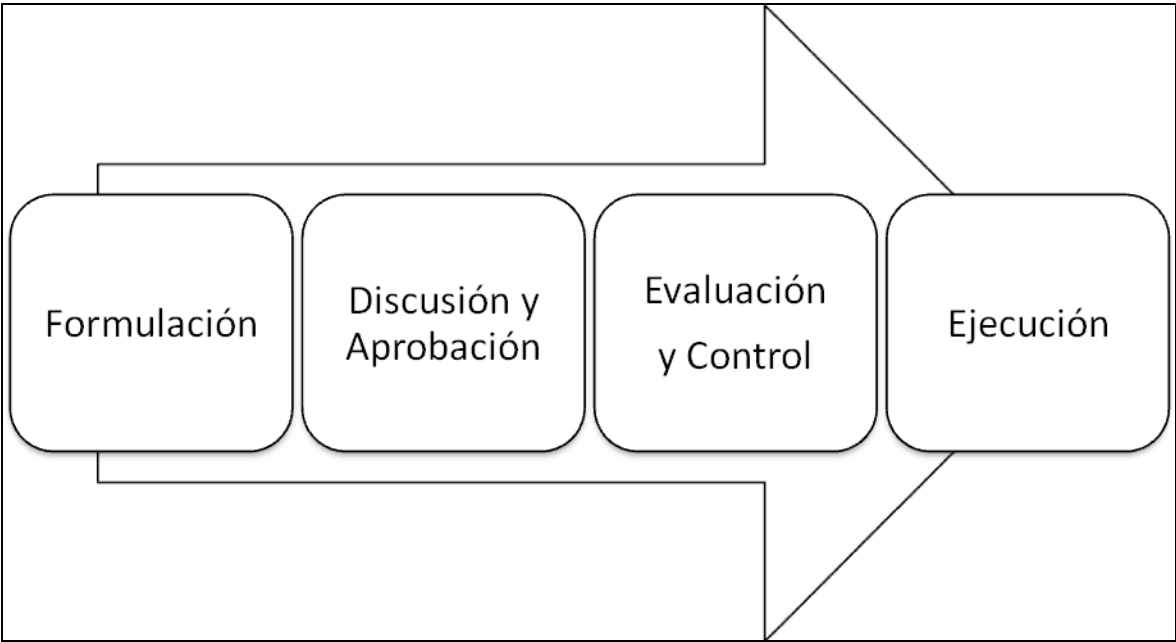 Formulación
Discusión y
Aprobación
Evaluación
y Control
Ejecución